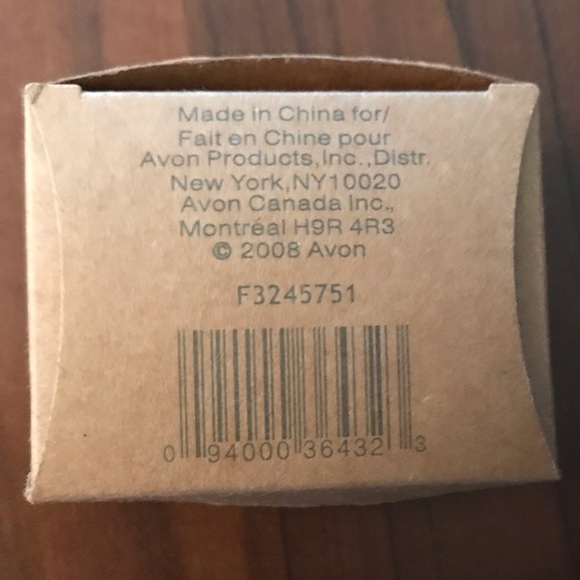 Made in China for/
Fait en Chine pour
Avon Products,Inc.,Distr.
New York,NY10020
Avon Canada Inc.,
Montréal H9R 4R3
© 2008 Avon
F3245751
0 94000 36432 3